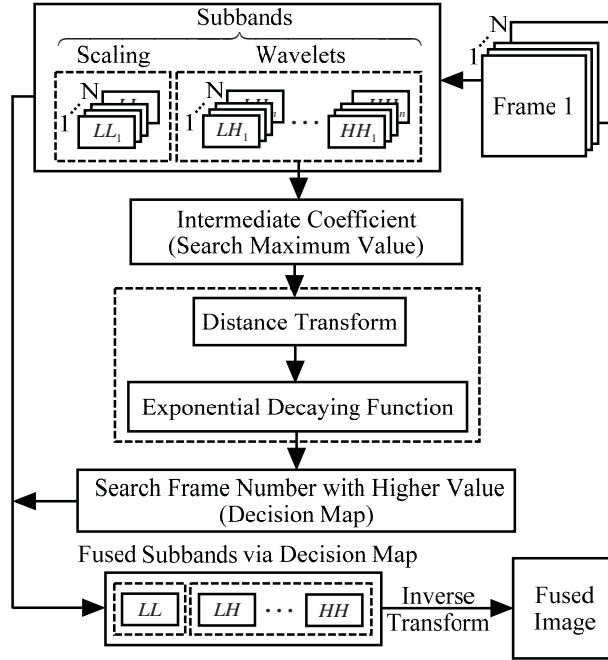 Subbands
Scaling
Wavelets
N
1
LL₁
N
1
LH₁
n
...
HH₁
n
N
1
Frame 1
Intermediate Coefficient
(Search Maximum Value)
Distance Transform
Exponential Decaying Function
Search Frame Number with Higher Value
(Decision Map)
Fused Subbands via Decision Map
LL
LH
...
HH
Inverse
Transform
Fused
Image